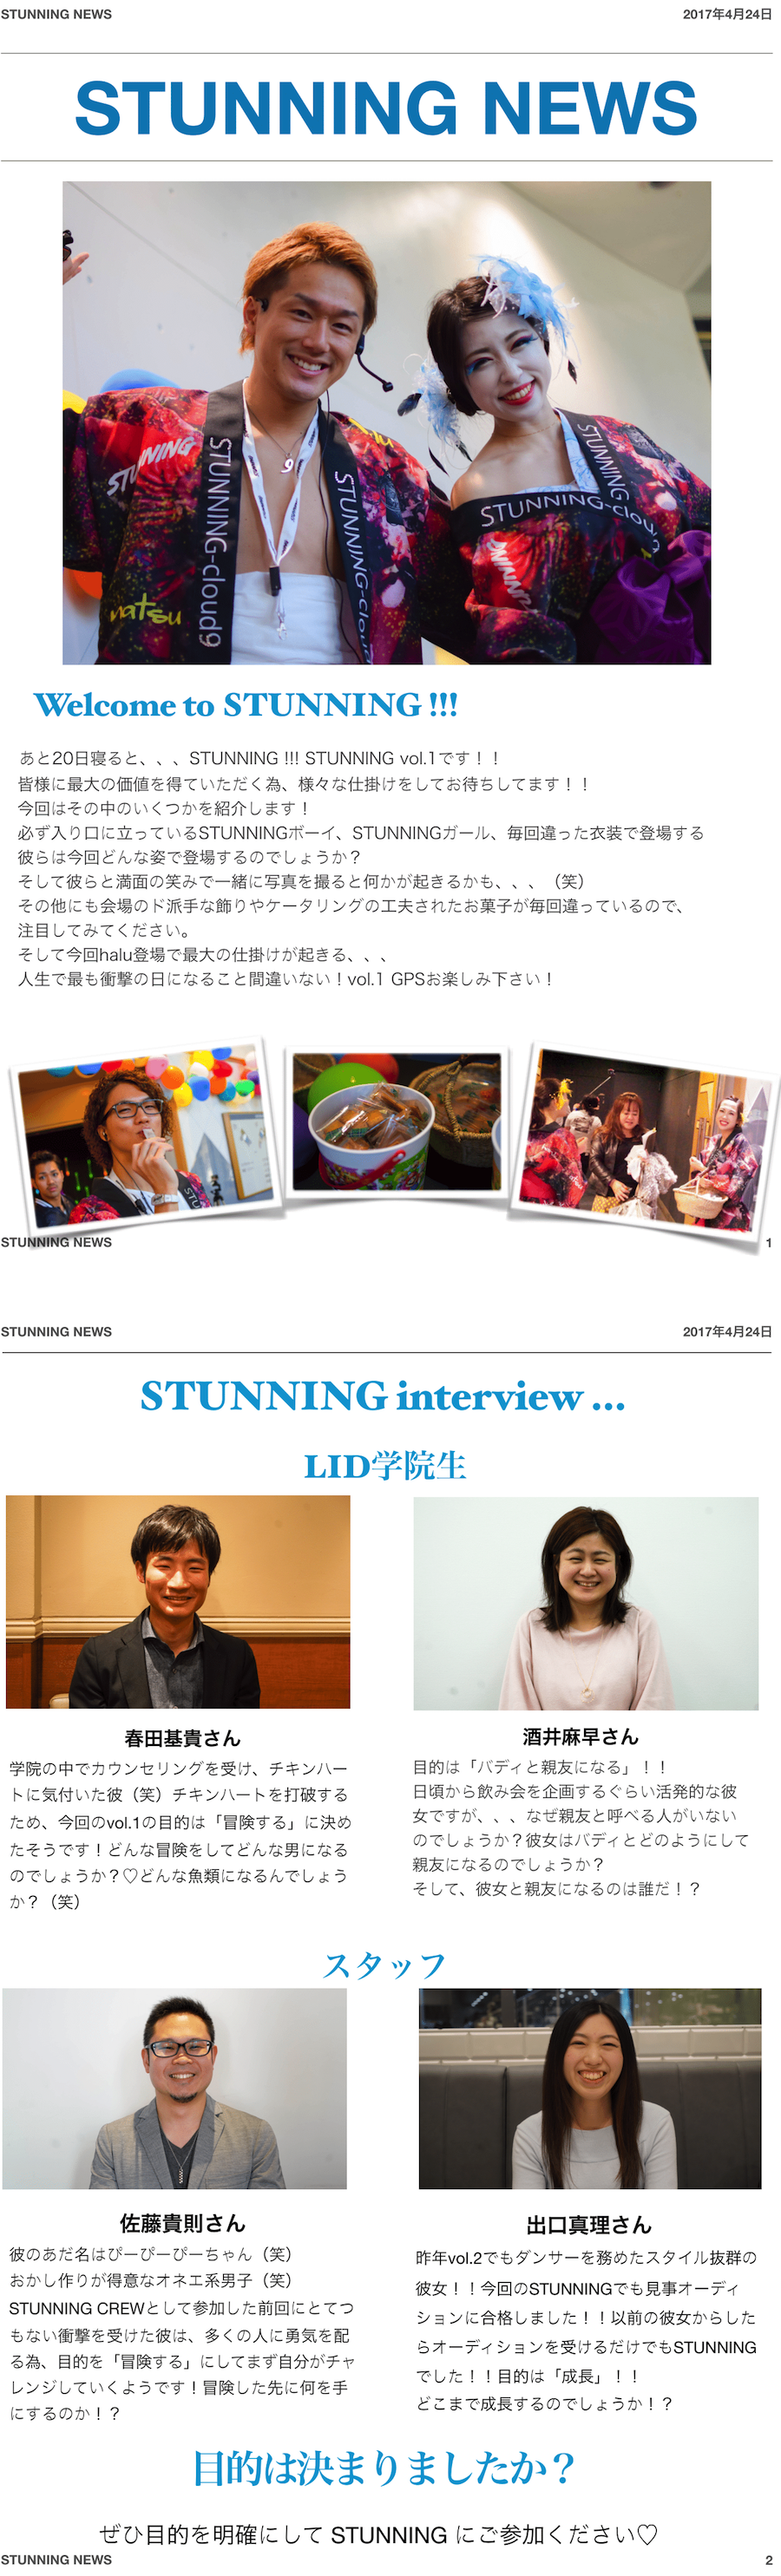 STUNNING NEWS 2017年4月24日
STUNNING NEWS
STUNNING
STUNNING-cloud9
natsu
9
STUNNING-cloud
STUNNING
STUNNING-cloud
Welcome to STUNNING !!!
あと20日寝ると、、、STUNNING !!! STUNNING vol.1です！！
皆様に最大の価値を得ていただく為、様々な仕掛けをしてお待ちしてます！！
今回はその中のいくつかを紹介します！
必ず入り口に立っているSTUNNINGボーイ、STUNNINGガール、毎回違った衣装で登場する
彼らは今回どんな姿で登場するのでしょうか？
そして彼らと満面の笑みで一緒に写真を撮ると何かが起きるかも、、、（笑）
その他にも会場のド派手な飾りやケータリングの工夫されたお菓子が毎回違っているので、
注目してみてください。
そして今回halu登場で最大の仕掛けが起きる、、、
人生で最も衝撃の日になること間違いない！vol.1 GPSお楽しみ下さい！
STUNNING NEWS 1
STUNNING NEWS 2017年4月24日
STUNNING interview ...
LID学院生
春田基貴さん
学院の中でカウンセリングを受け、チキンハー
トに気付いた彼（笑）チキンハートを打破する
ため、今回のvol.1の目的は「冒険する」に決め
たそうです！どんな冒険をしてどんな男になる
のでしょうか？♡どんな魚類になるんでしょう
か？（笑）
酒井麻早さん
目的は「バディと親友になる」！！
日頃から飲み会を企画するぐらい活発的な彼
女ですが、、、なぜ親友と呼べる人がいない
のでしょうか？彼女はバディとどのようにして
親友になるのでしょうか？
そして、彼女と親友になるのは誰だ！？
スタッフ
佐藤貴則さん
彼のあだ名はぴーぴーぴーちゃん（笑）
おかし作りが得意なオネエ系男子（笑）
STUNNING CREWとして参加した前回にとてつ
もない衝撃を受けた彼は、多くの人に勇気を配
る為、目的を「冒険する」にしてまず自分がチャ
レンジしていくようです！冒険した先に何を手
にするのか！？
出口真理さん
昨年vol.2でもダンサーを務めたスタイル抜群の
彼女！！今回のSTUNNINGでも見事オーディ
ションに合格しました！！以前の彼女からした
らオーディションを受けるだけでもSTUNNING
でした！！目的は「成長」！！
どこまで成長するのでしょうか！？
目的は決まりましたか？
ぜひ目的を明確にして STUNNING にご参加ください♡
STUNNING NEWS 2